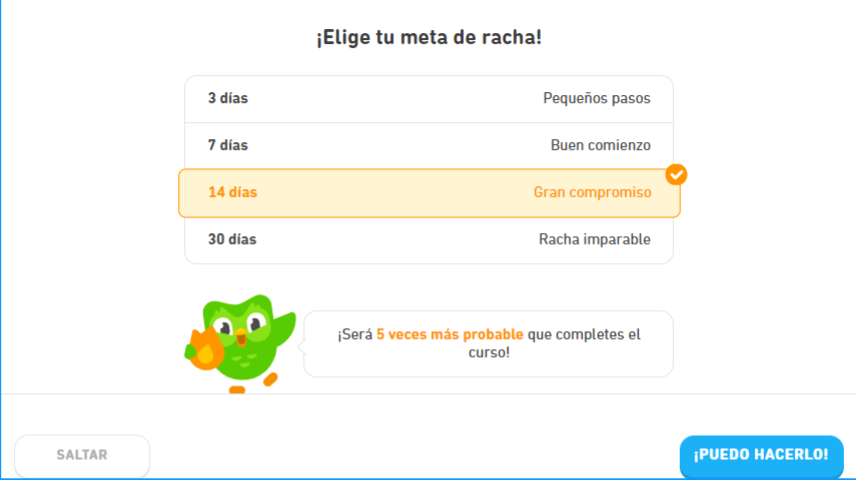 ¡Elige tu meta de racha!
3 días Pequeños pasos
7 días Buen comienzo
14 días Gran compromiso
30 días Racha imparable
¡Será 5 veces más probable que completes el
curso!
SALTAR ¡PUEDO HACERLO!